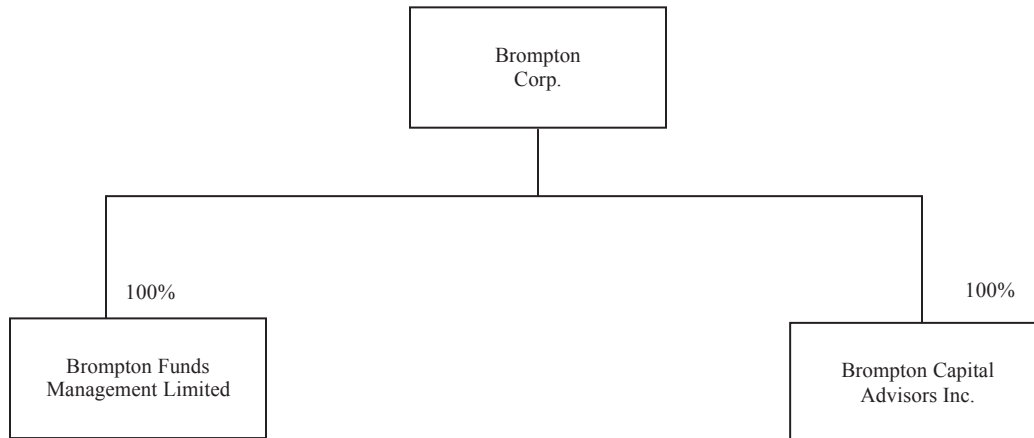 Brompton
Corp.
100%
100%
Brompton Funds
Management Limited
Brompton Capital
Advisors Inc.